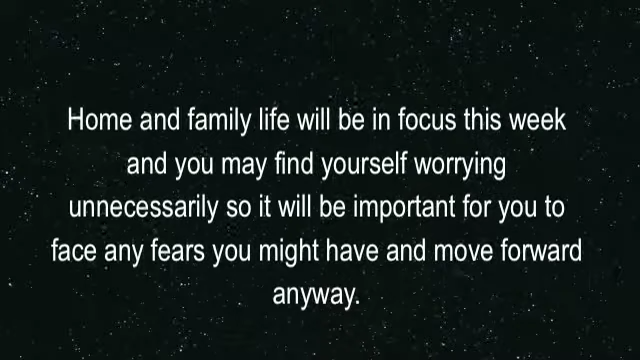 Home and family life will be in focus this week
and you may find yourself worrying
unnecessarily so it will be important for you to
face any fears you might have and move forward
anyway.